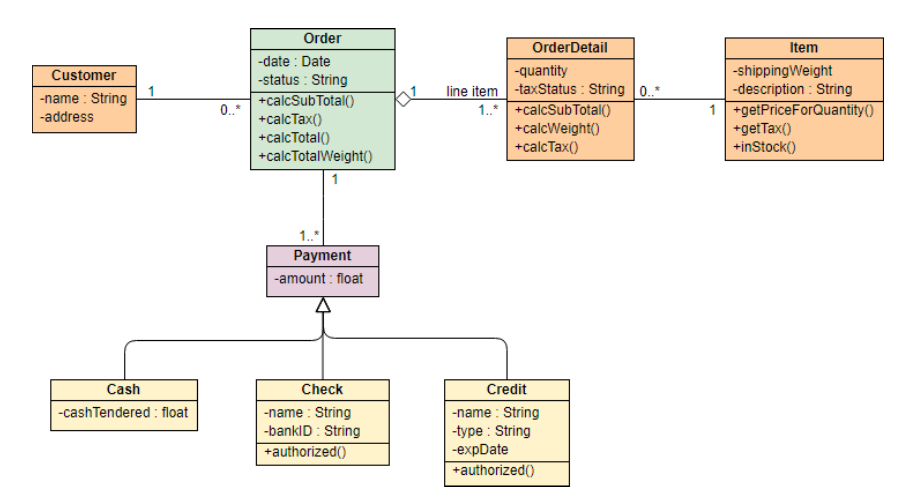 Customer
-name : String
-address
1
0..*
Order
-date : Date
-status : String
+calcSubTotal()
+calcTax()
+calcTotal()
+calcTotalWeight()
1
line item
1..*
OrderDetail
-quantity
-taxStatus : String
+calcSubTotal()
+calcWeight()
+calcTax()
0..*
1
Item
-shippingWeight
-description : String
+getPriceForQuantity()
+getTax()
+inStock()
1
1..*
Payment
-amount : float
Cash
-cashTendered : float
Check
-name : String
-bankID : String
+authorized()
Credit
-name : String
-type : String
-expDate
+authorized()